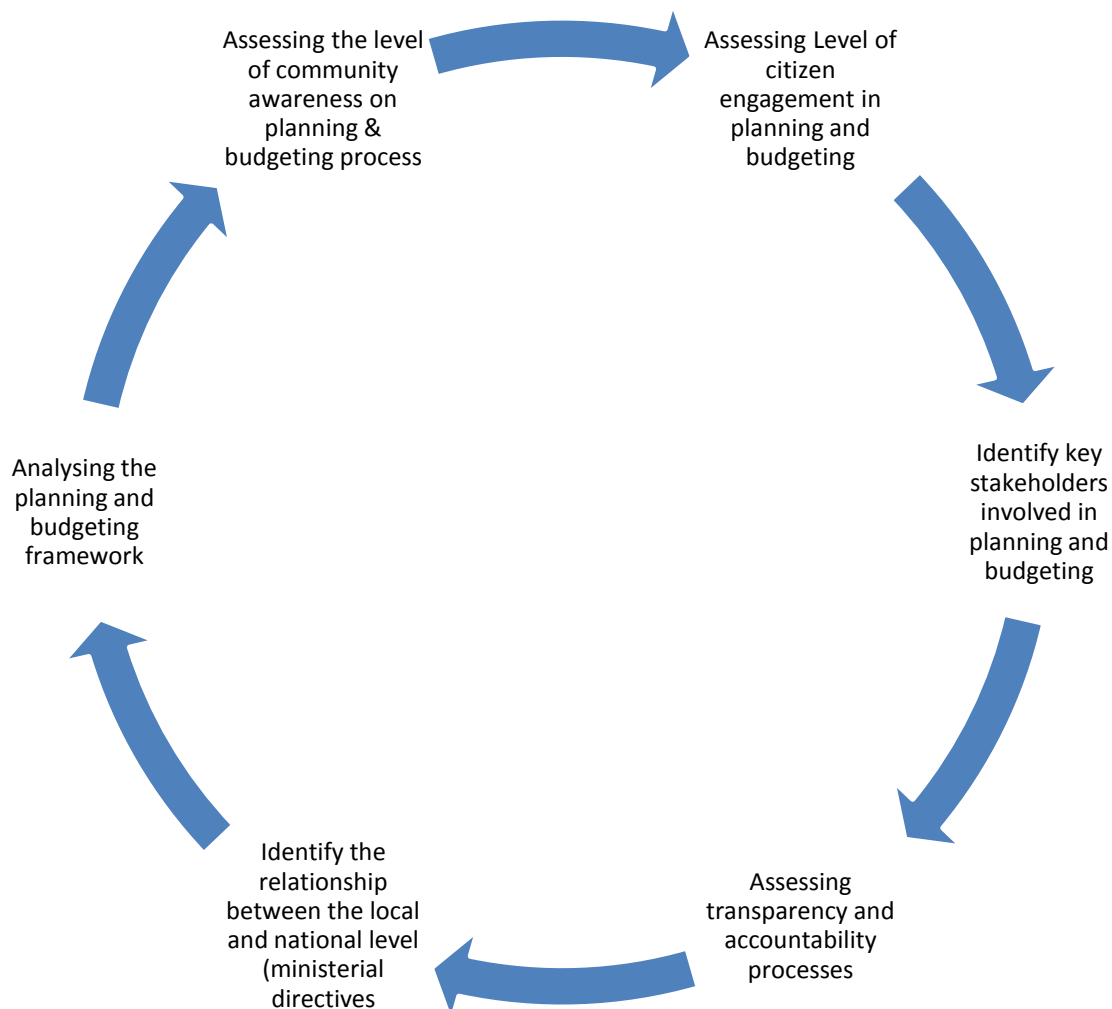 Assessing the level
of community
awareness on
planning &
budgeting process
Assessing Level of
citizen
engagement in
planning and
budgeting
Identify key
stakeholders
involved in
planning and
budgeting
Assessing
transparency and
accountability
processes
Identify the
relationship
between the local
and national level
(ministerial
directives
Analysing the
planning and
budgeting
framework